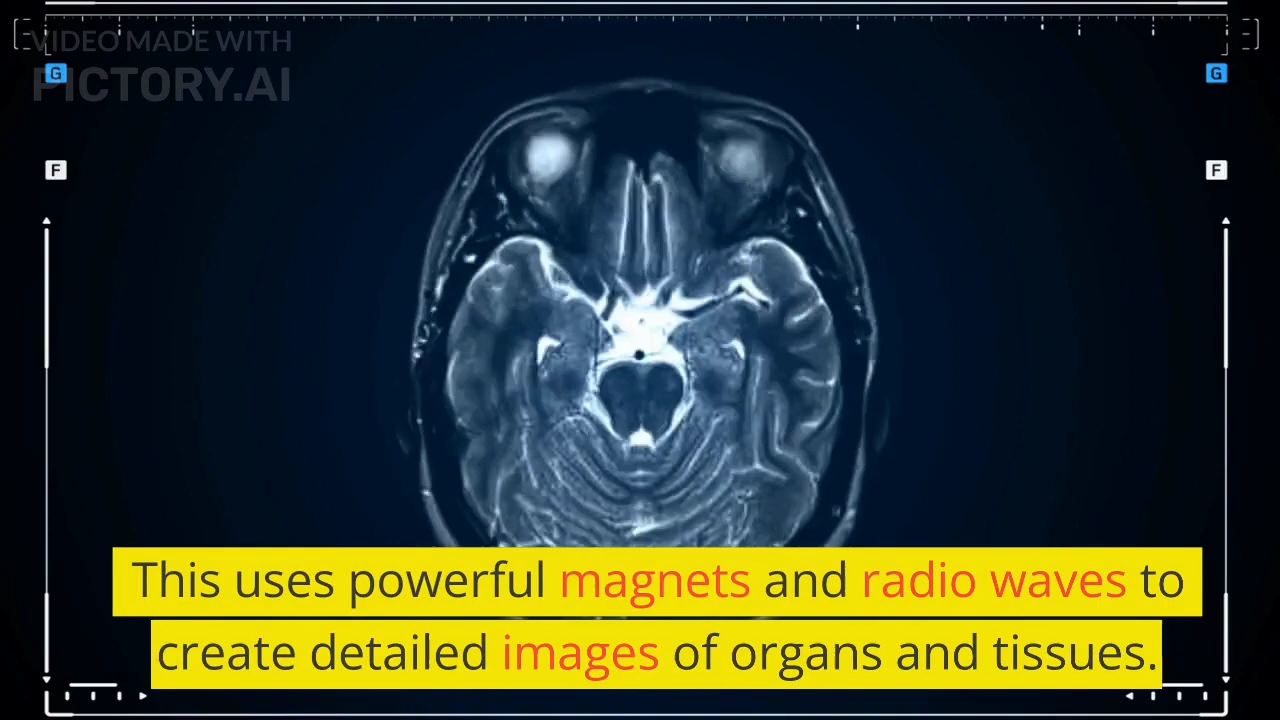 VIDEO MADE WITH
PICTORY.AI
G
G
F
F
This uses powerful magnets and radio waves to
create detailed images of organs and tissues.